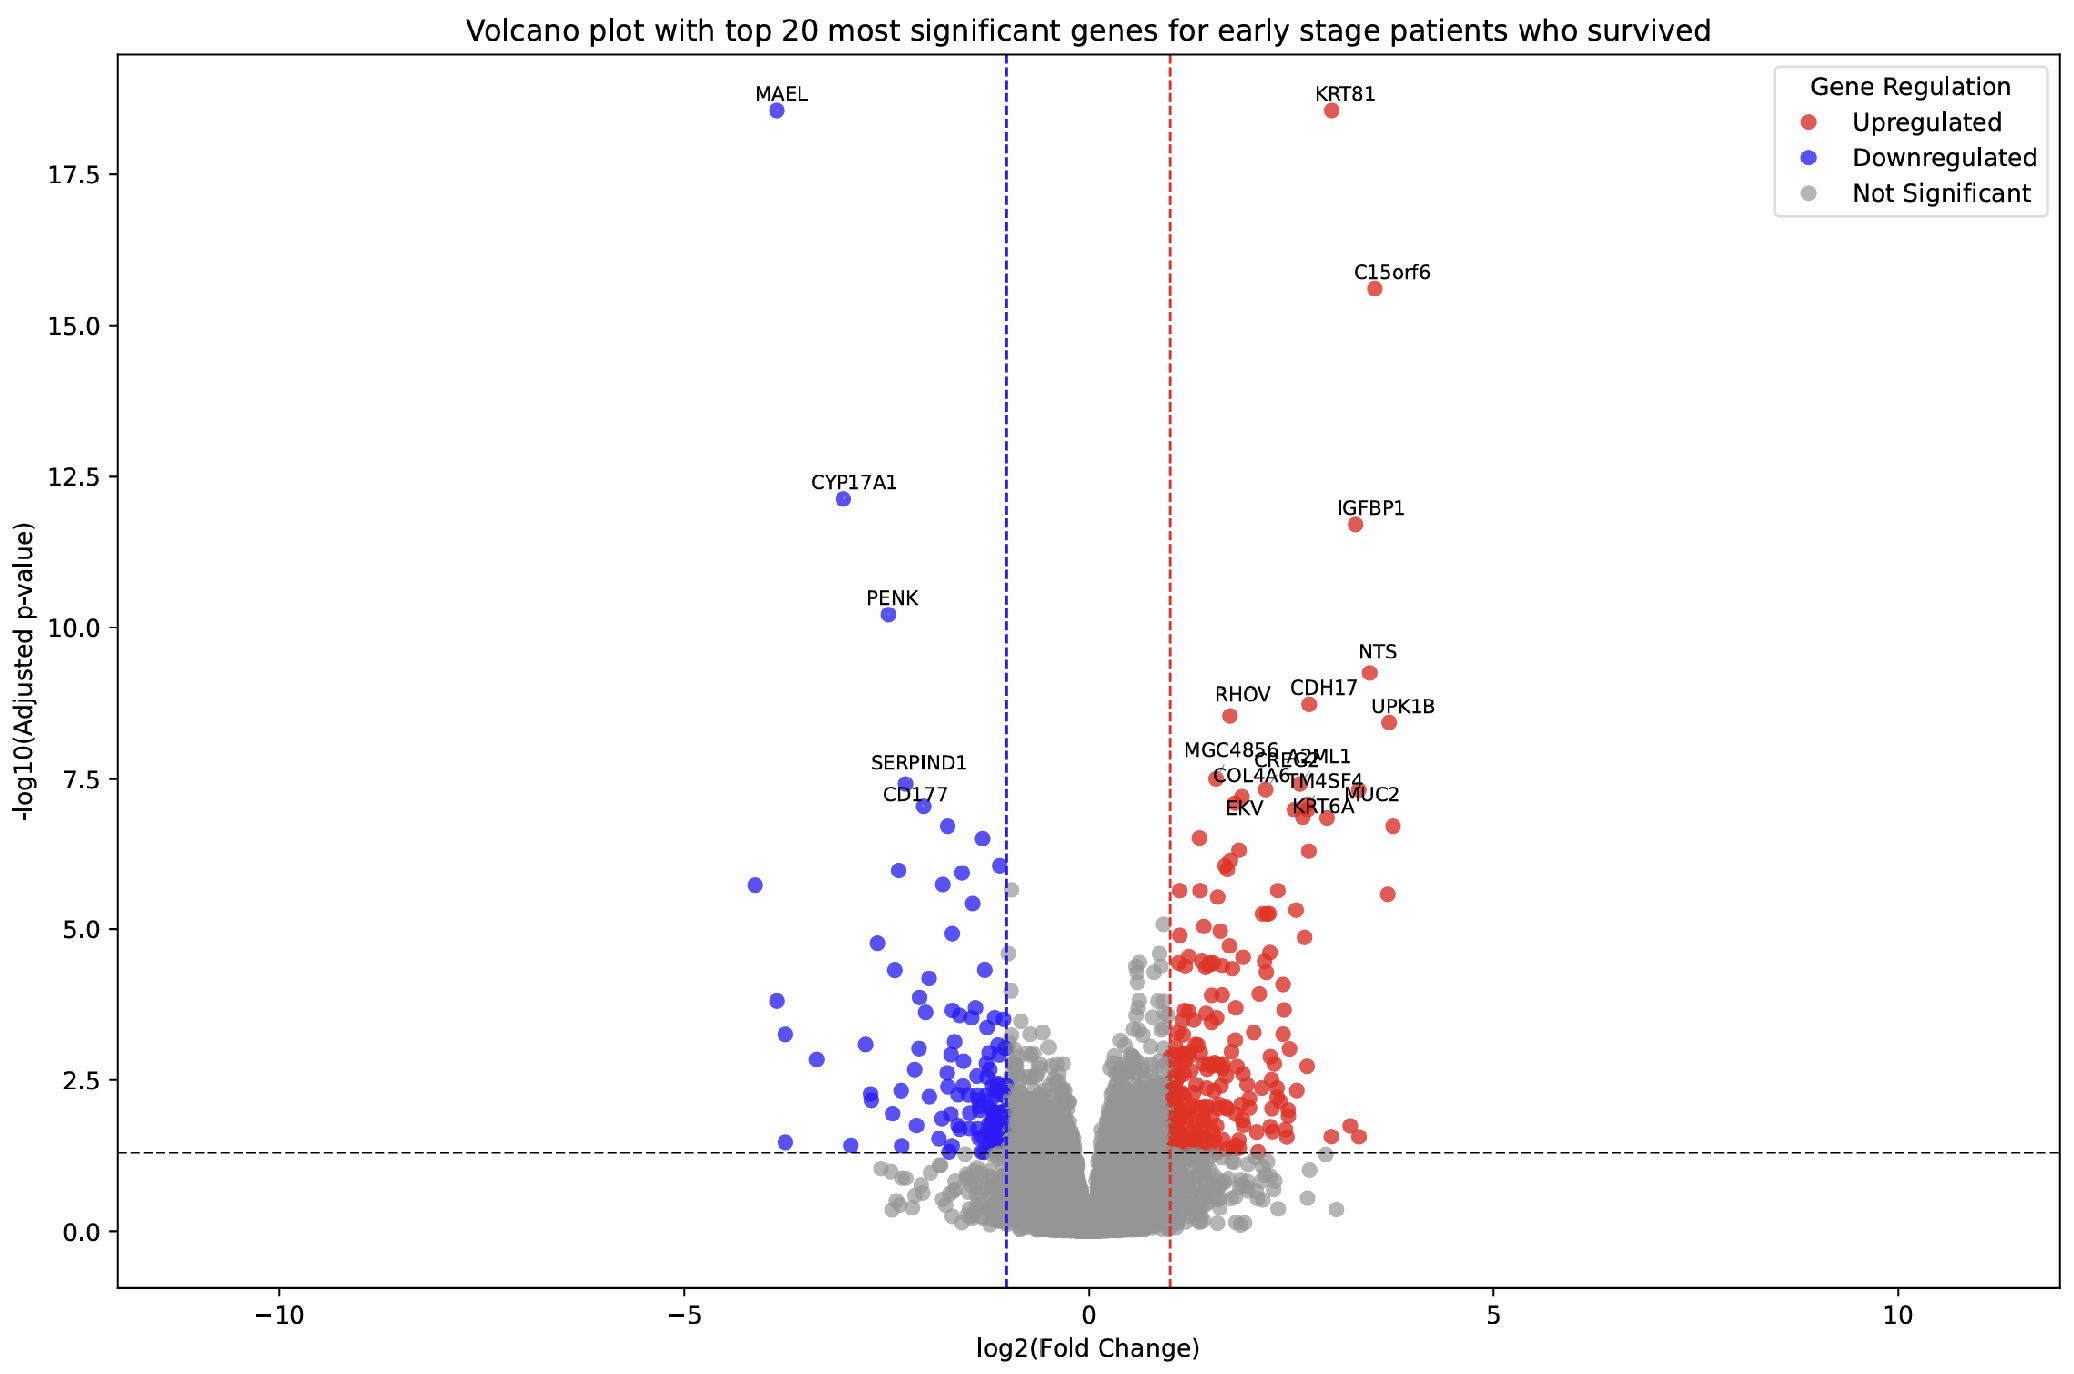 Volcano plot with top 20 most significant genes for early stage patients who survived
Gene Regulation
Upregulated
Downregulated
Not Significant
MAEL
KRT81
C15orf6
CYP17A1
IGFBP1
PENK
NTS
CDH17
RHOV
UPK1B
MGC4856
A2ML1
CREG2
SERPIND1
COL4A6
TM4SF4
CD177
MUC2
EKV
KRT6A
17.5
15.0
12.5
10.0
7.5
5.0
2.5
0.0
-log10(Adjusted p-value)
−10
−5
0
5
10
log2(Fold Change)